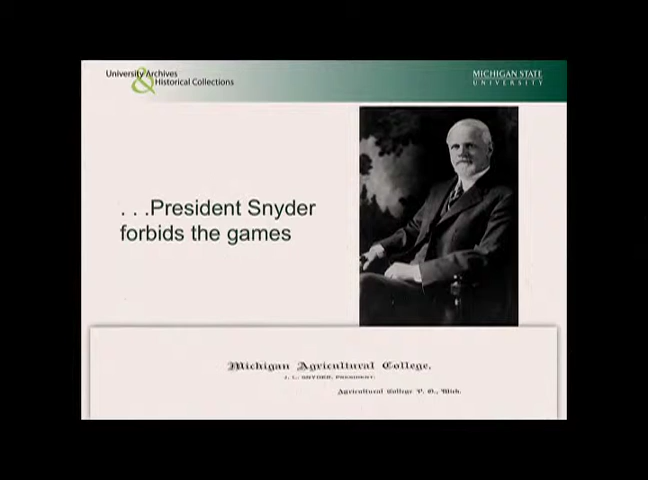 University Archives
& Historical Collections
MICHIGAN STATE
UNIVERSITY
. . .President Snyder
forbids the games
Michigan Agricultural College,
J. L. SNYDER, PRESIDENT.
Agricultural College P. O., Mich.